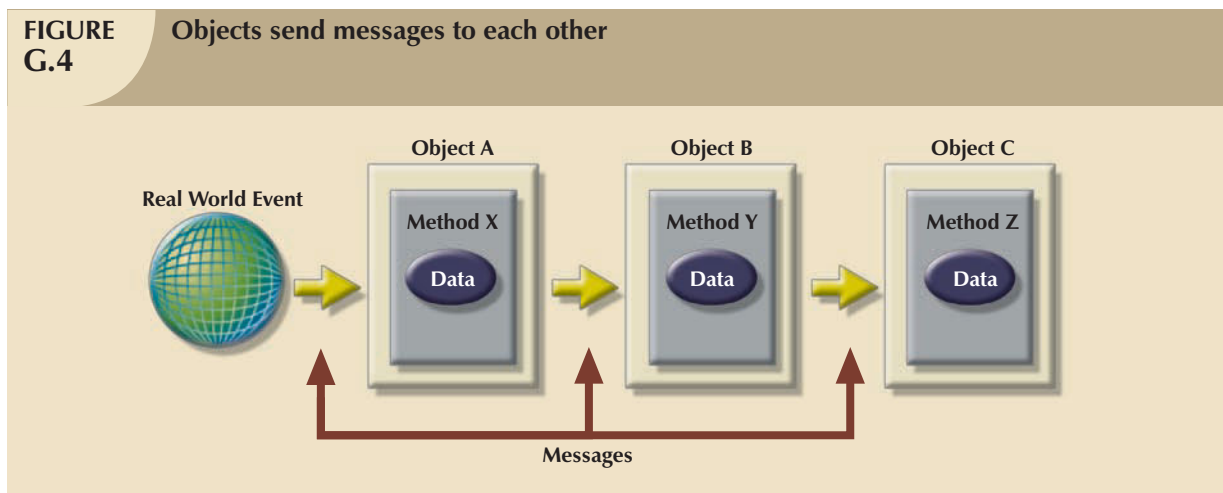 FIGURE
G.4
Objects send messages to each other
Object A
Object B
Object C
Real World Event
Method X
Method Y
Method Z
Data
Data
Data
Messages